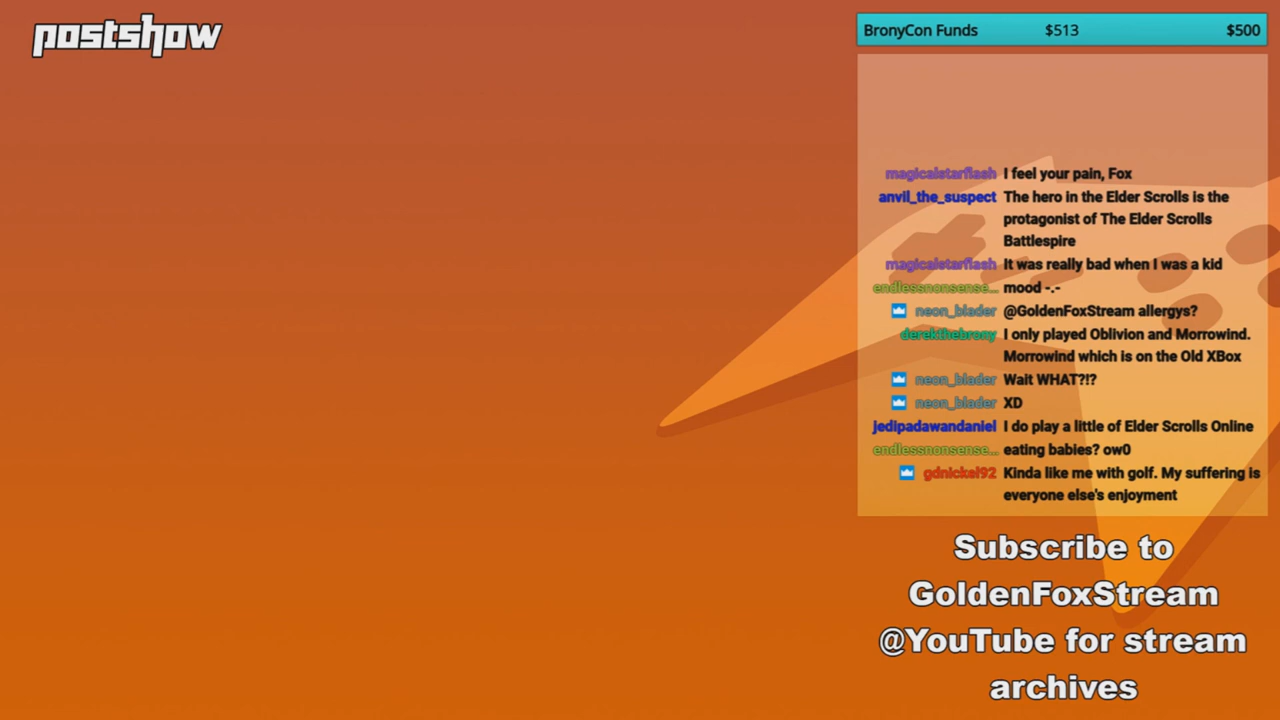 postshow
BronyCon Funds $513 $500
magicalstarflash I feel your pain, Fox
anvil_the_suspect The hero in the Elder Scrolls is the
protagonist of The Elder Scrolls
Battlespire
magicalstarflash It was really bad when I was a kid
endlessnonsense... mood -.-
neon_blader @GoldenFoxStream allergys?
derekthebrony I only played Oblivion and Morrowind.
Morrowind which is on the Old XBox
neon_blader Wait WHAT?!?
neon_blader XD
jedipadawandaniel I do play a little of Elder Scrolls Online
endlessnonsense... eating babies? ow0
gdnickel92 Kinda like me with golf. My suffering is
everyone else's enjoyment
Subscribe to
GoldenFoxStream
@YouTube for stream
archives